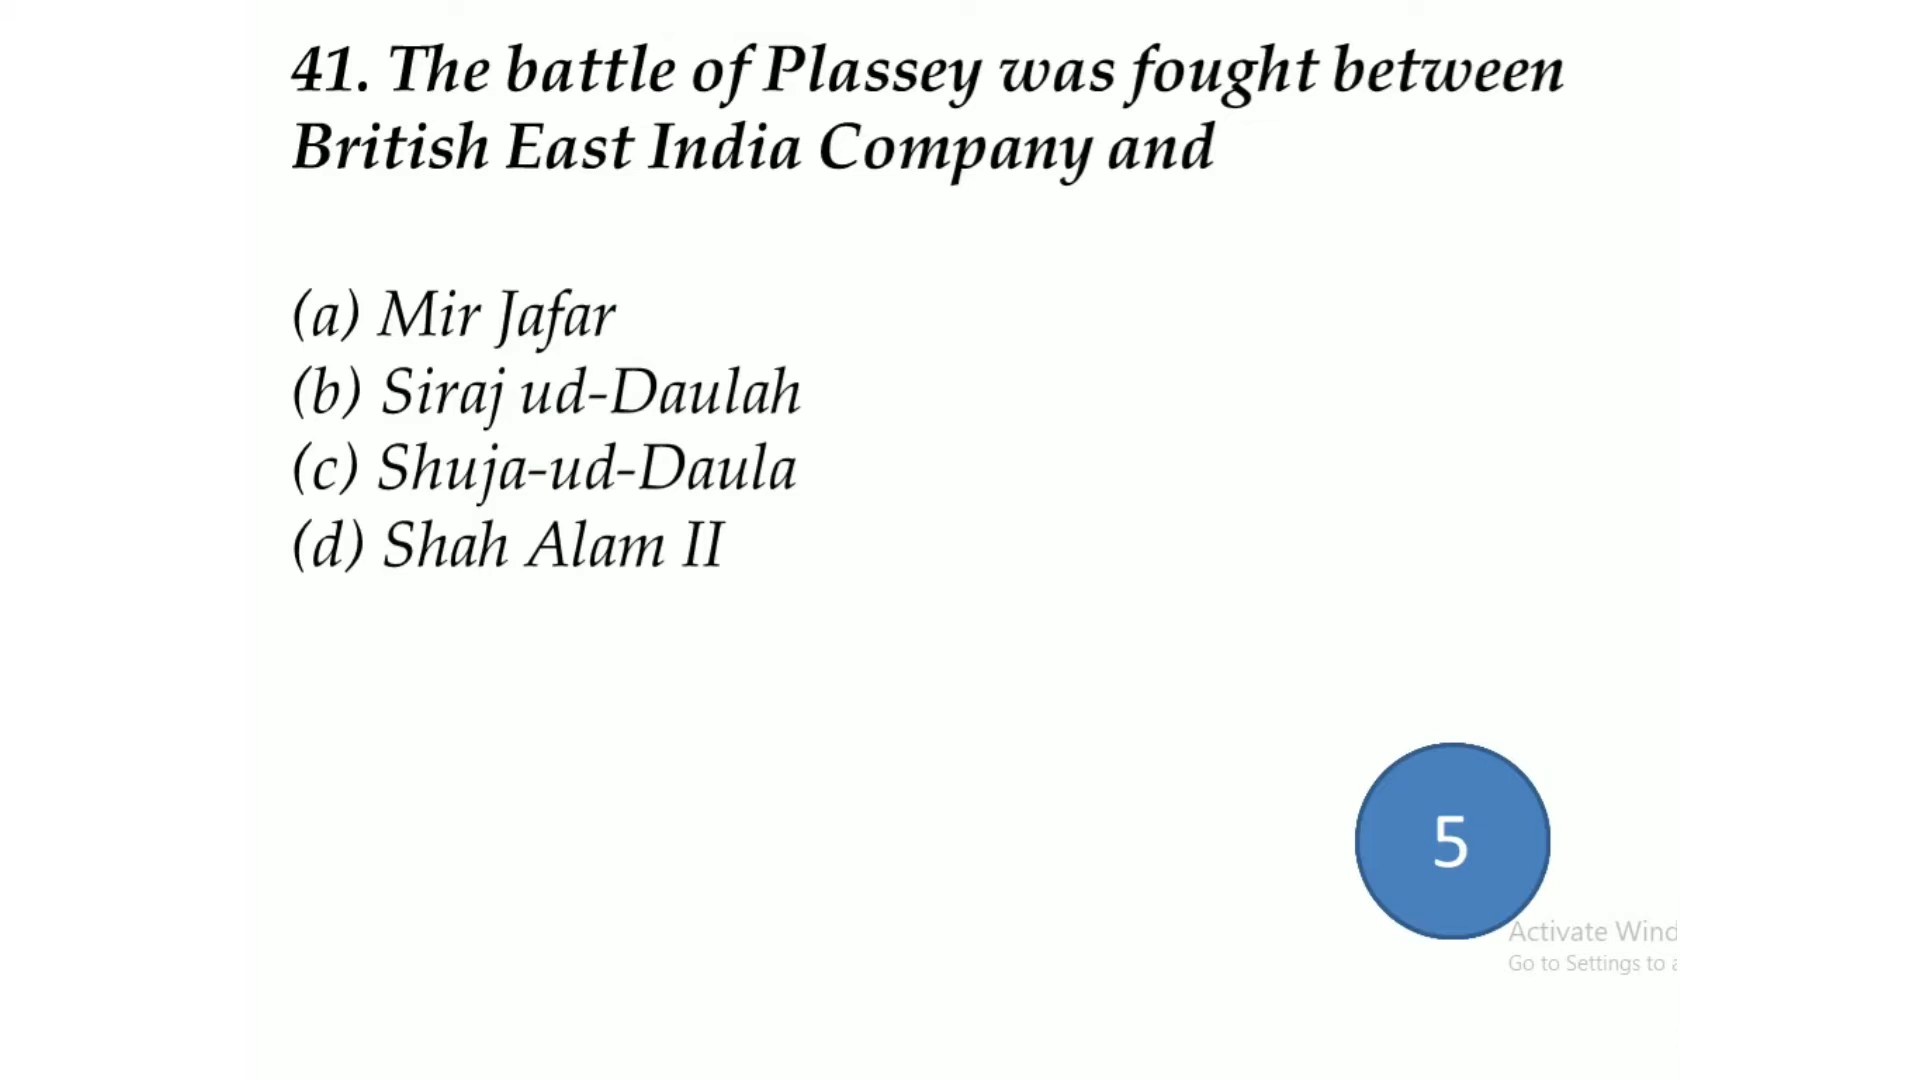 41. The battle of Plassey was fought between
British East India Company and
(a) Mir Jafar
(b) Siraj ud-Daulah
(c) Shuja-ud-Daula
(d) Shah Alam II
5
Activate Wind
Go to Settings to a